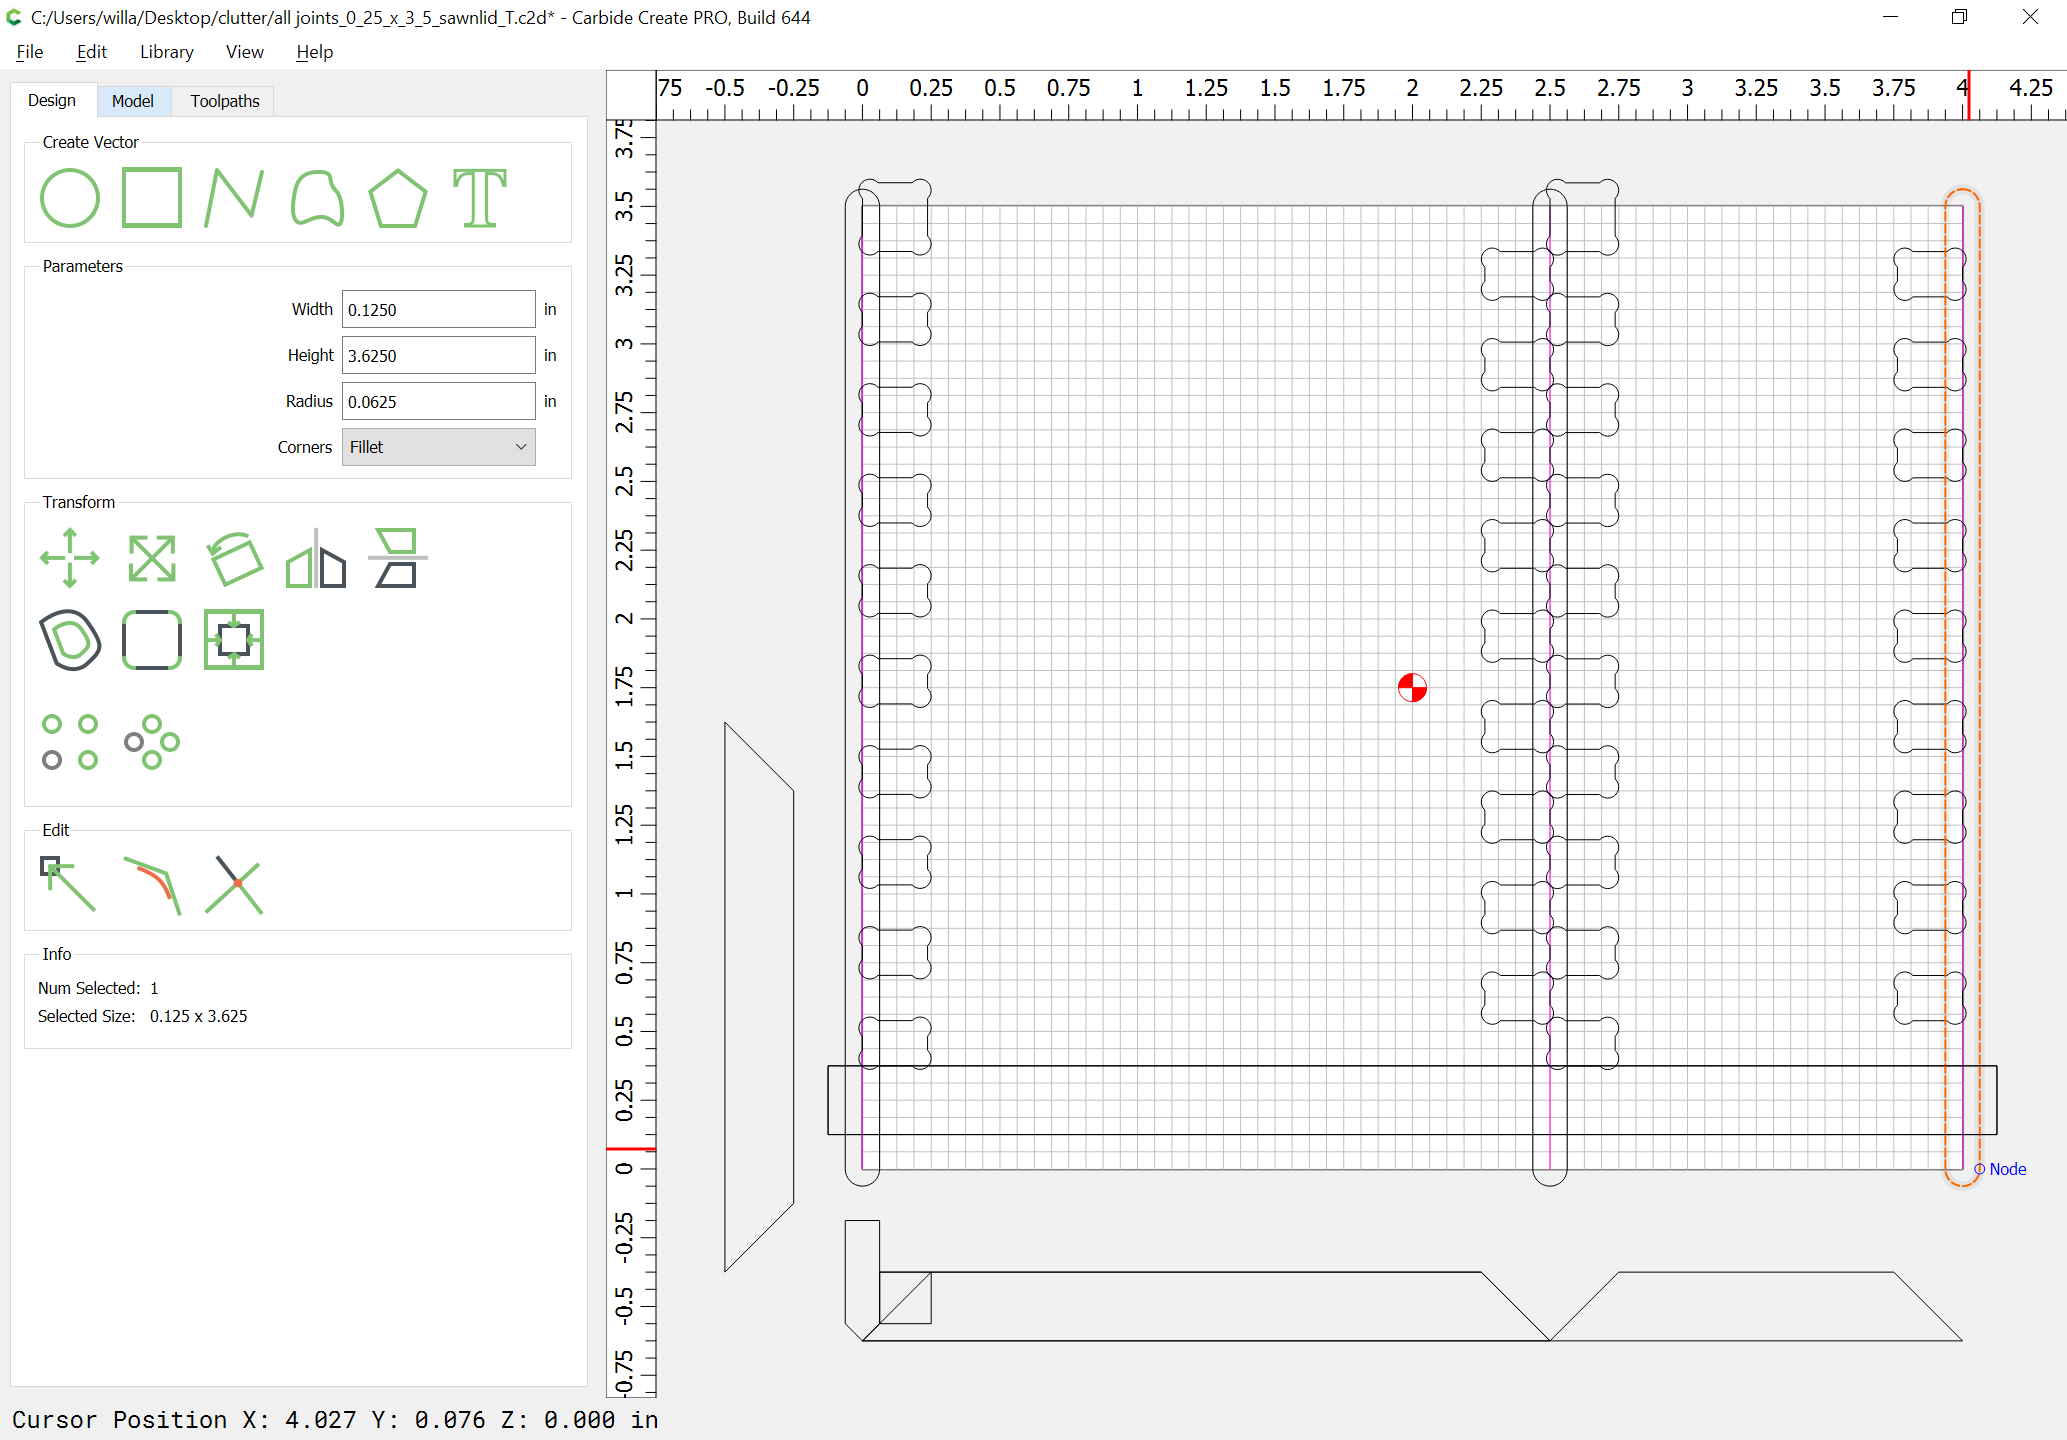 C:/Users/willa/Desktop/clutter/all joints_0_25_x_3_5_sawnlid_T.c2d* - Carbide Create PRO, Build 644
File Edit Library View Help
Design Model Toolpaths
75 -0.5 -0.25 0 0.25 0.5 0.75 1 1.25 1.5 1.75 2 2.25 2.5 2.75 3 3.25 3.5 3.75 4 4.25
Create Vector
Parameters
Width 0.1250 in
Height 3.6250 in
Radius 0.0625 in
Corners Fillet
Transform
Edit
Info
Num Selected: 1
Selected Size: 0.125 x 3.625
3.75
3.5
3.25
3
2.75
2.5
2.25
2
1.75
1.5
1.25
1
0.75
0.5
0.25
0
-0.25
-0.5
-0.75
Node
Cursor Position X: 4.027 Y: 0.076 Z: 0.000 in